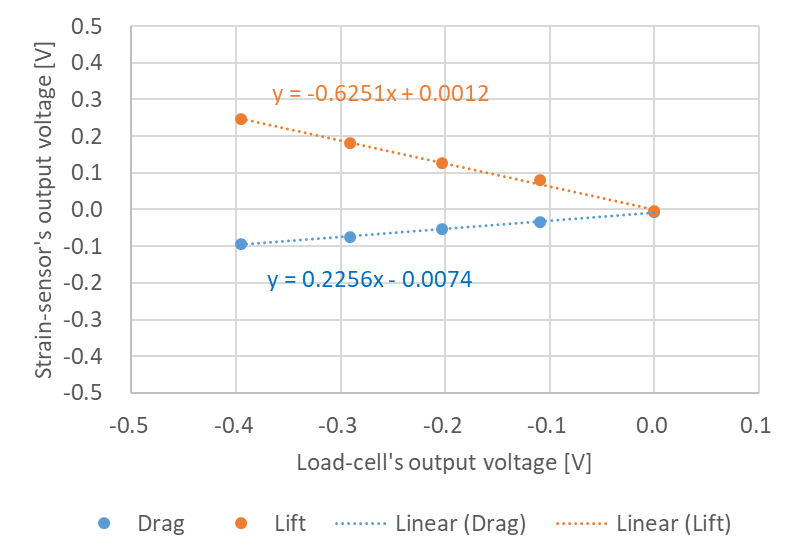 Strain-sensor's output voltage [V]
0.5
0.4
0.3
0.2
0.1
0.0
-0.1
-0.2
-0.3
-0.4
-0.5
y = -0.6251x + 0.0012
y = 0.2256x - 0.0074
-0.5 -0.4 -0.3 -0.2 -0.1 0.0 0.1
Load-cell's output voltage [V]
Drag Lift Linear (Drag) Linear (Lift)